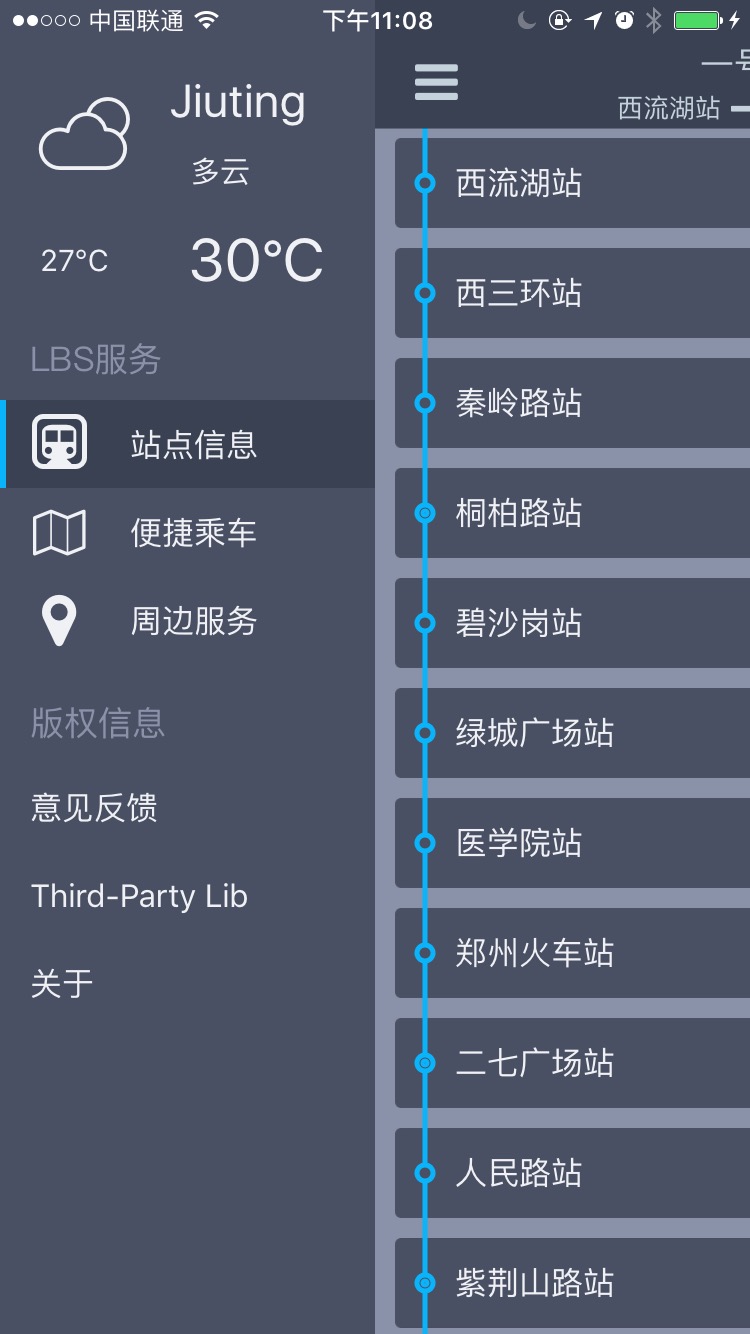 中国联通
下午11:08
Jiuting
多云
27°C
30°C
LBS服务
站点信息
便捷乘车
周边服务
版权信息
意见反馈
Third-Party Lib
关于
一号
西流湖站
西流湖站
西三环站
秦岭路站
桐柏路站
碧沙岗站
绿城广场站
医学院站
郑州火车站
二七广场站
人民路站
紫荆山路站